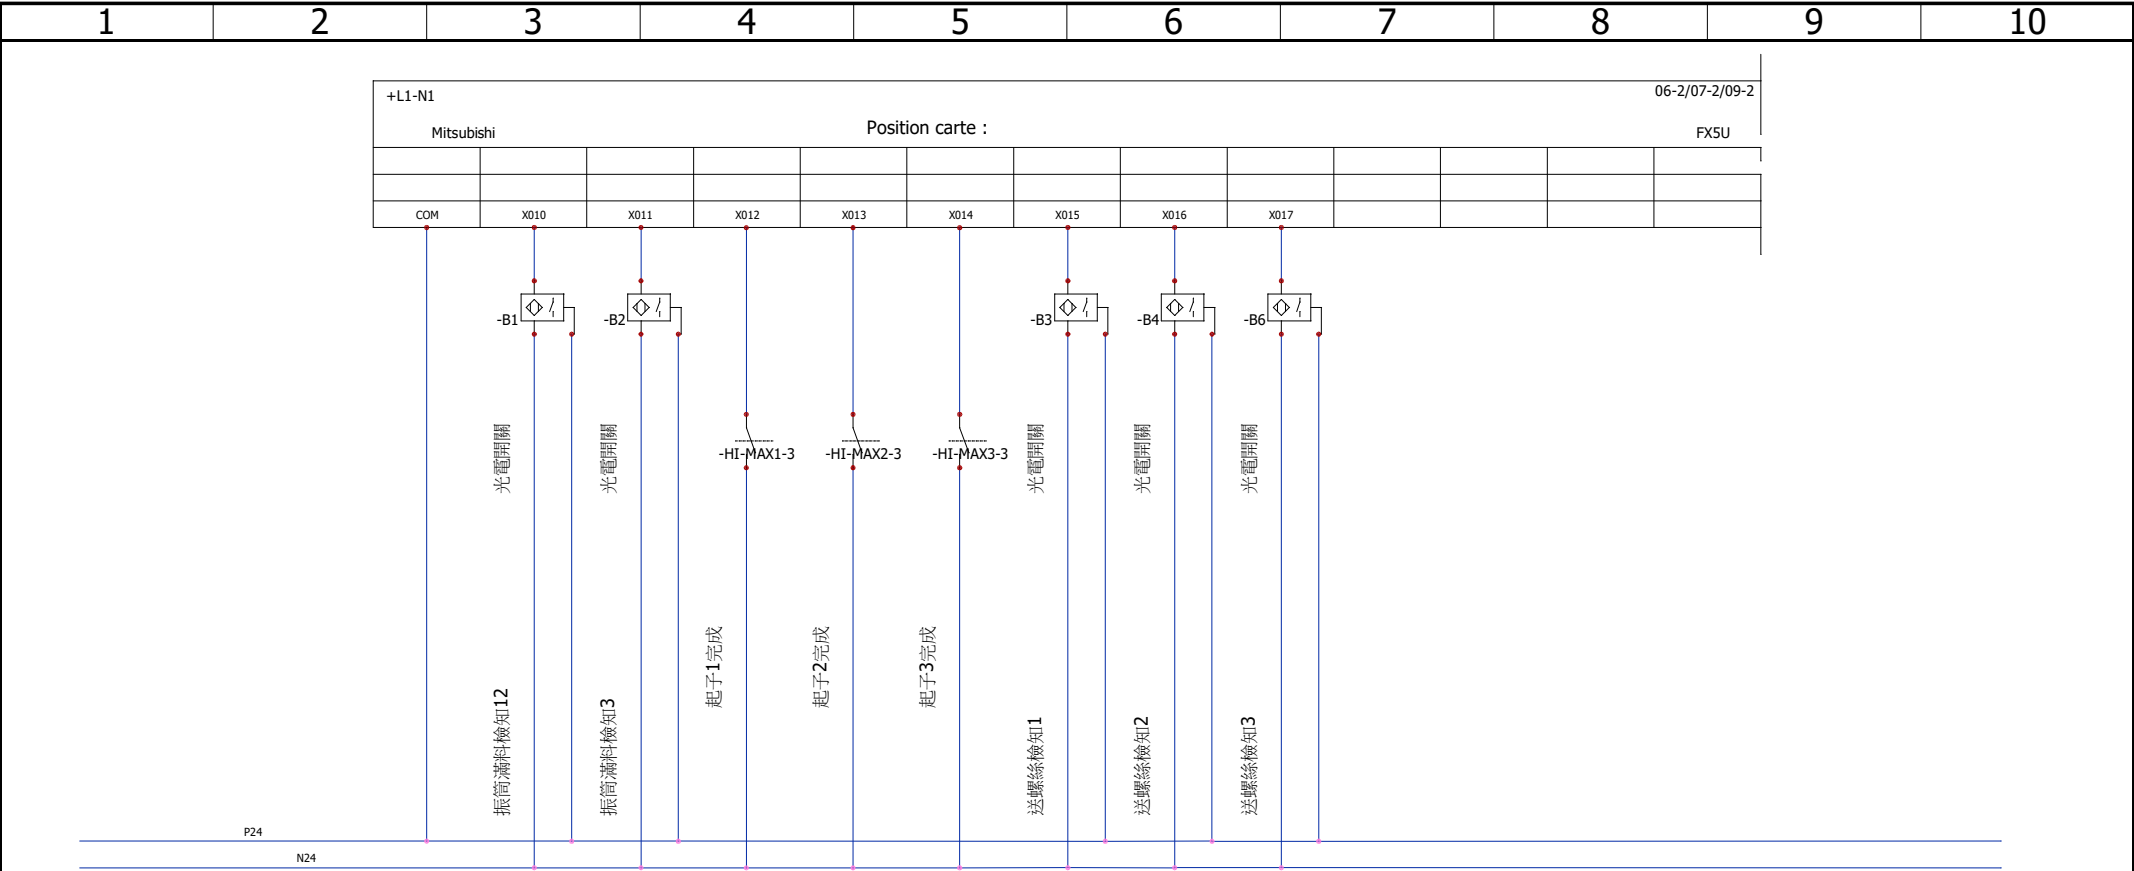 1 2 3 4 5 6 7 8 9 10
+L1-N1 06-2/07-2/09-2
Mitsubishi Position carte : FX5U
COM X010 X011 X012 X013 X014 X015 X016 X017
-B1 -B2 -B3 -B4 -B6
-HI-MAX1-3 -HI-MAX2-3 -HI-MAX3-3
光電開關
光電開關
光電開關
光電開關
光電開關
起子1完成
起子2完成
起子3完成
振筒滿料檢知12
振筒滿料檢知3
送螺絲檢知1
送螺絲檢知2
送螺絲檢知3
P24
N24